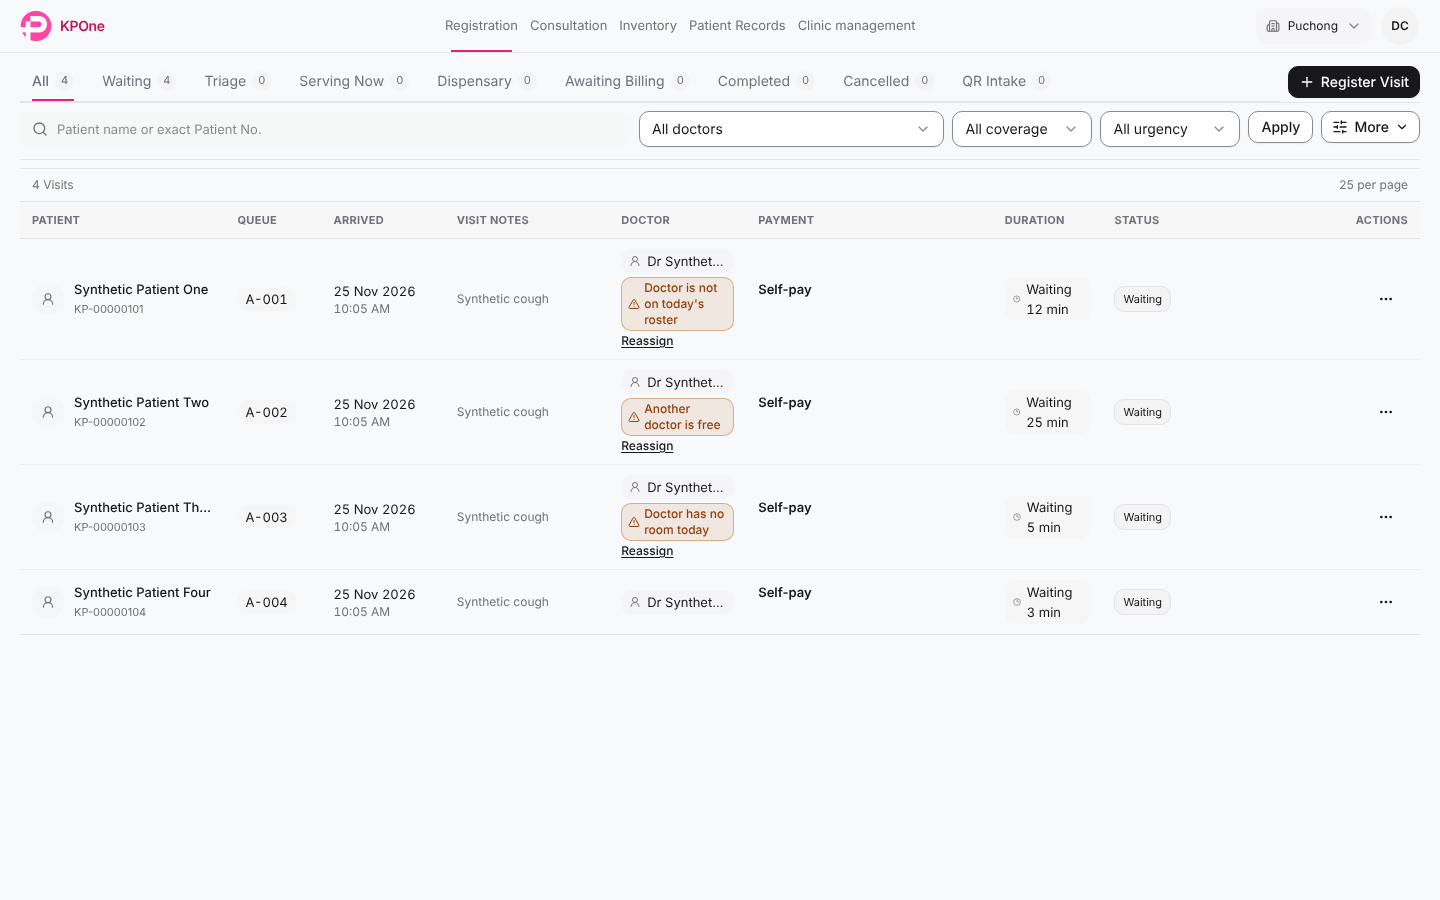 KPOne
Registration Consultation Inventory Patient Records Clinic management
Puchong
DC
All 4 Waiting 4 Triage 0 Serving Now 0 Dispensary 0 Awaiting Billing 0 Completed 0 Cancelled 0 QR Intake 0
+ Register Visit
Patient name or exact Patient No.
All doctors
All coverage
All urgency
Apply
More
4 Visits
25 per page
PATIENT QUEUE ARRIVED VISIT NOTES DOCTOR PAYMENT DURATION STATUS ACTIONS
Synthetic Patient One
KP-00000101
A-001
25 Nov 2026
10:05 AM
Synthetic cough
Dr Synthet...
Doctor is not
on today's
roster
Reassign
Self-pay
Waiting
12 min
Waiting
...
Synthetic Patient Two
KP-00000102
A-002
25 Nov 2026
10:05 AM
Synthetic cough
Dr Synthet...
Another
doctor is free
Reassign
Self-pay
Waiting
25 min
Waiting
...
Synthetic Patient Th...
KP-00000103
A-003
25 Nov 2026
10:05 AM
Synthetic cough
Dr Synthet...
Doctor has no
room today
Reassign
Self-pay
Waiting
5 min
Waiting
...
Synthetic Patient Four
KP-00000104
A-004
25 Nov 2026
10:05 AM
Synthetic cough
Dr Synthet...
Self-pay
Waiting
3 min
Waiting
...